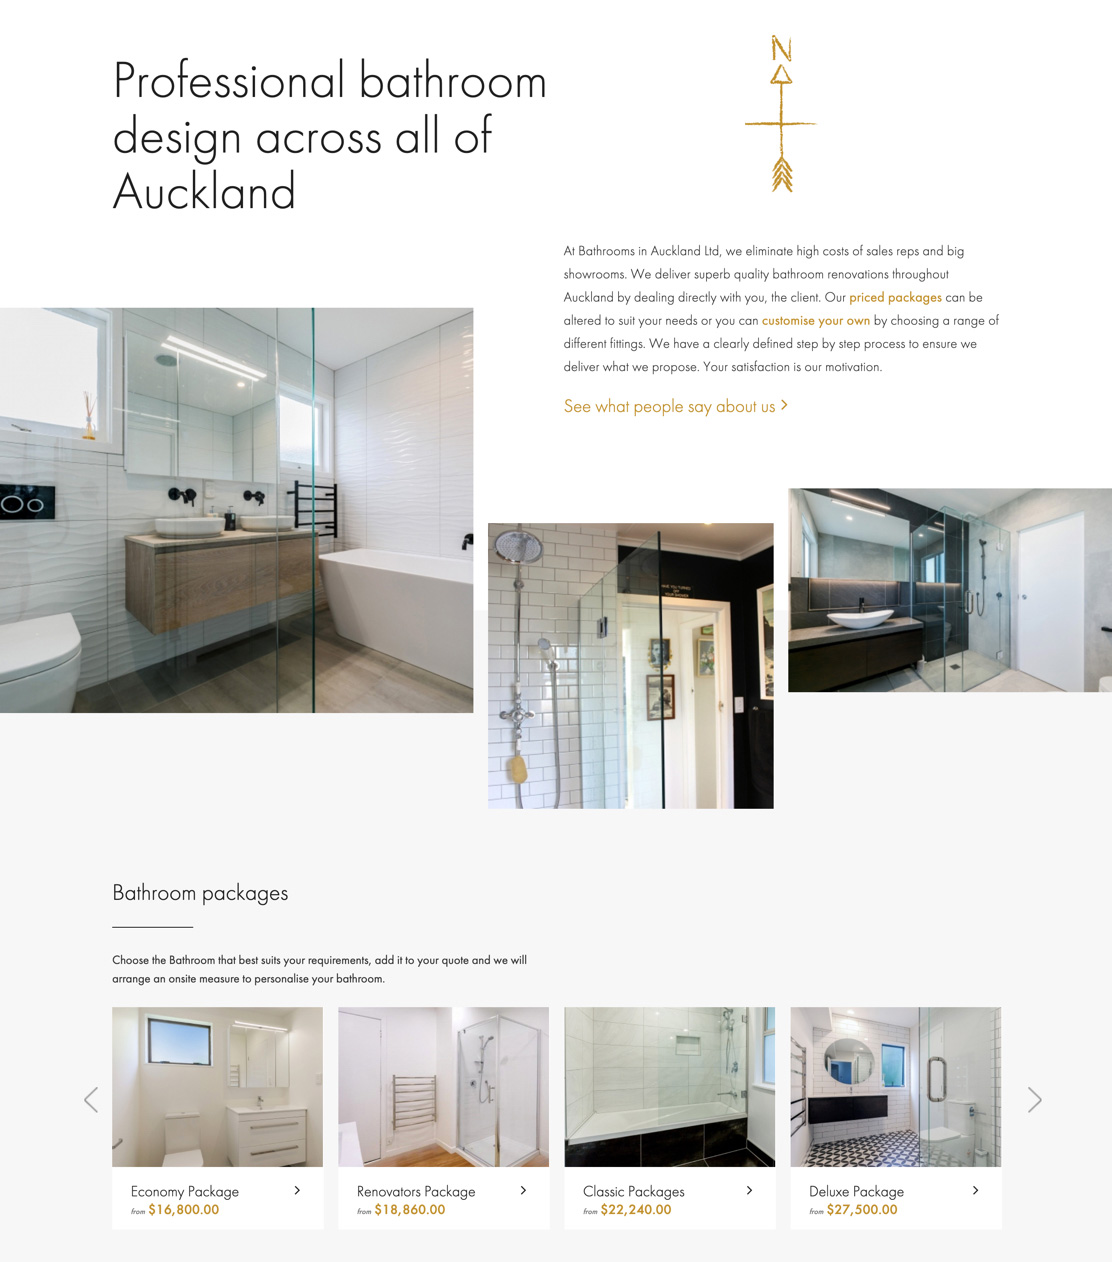 Professional bathroom
design across all of
Auckland
N
At Bathrooms in Auckland Ltd, we eliminate high costs of sales reps and big
showrooms. We deliver superb quality bathroom renovations throughout
Auckland by dealing directly with you, the client. Our priced packages can be
altered to suit your needs or you can customise your own by choosing a range of
different fittings. We have a clearly defined step by step process to ensure we
deliver what we propose. Your satisfaction is our motivation.
See what people say about us
HAVE YOU TURNED
OFF
Bathroom packages
Choose the Bathroom that best suits your requirements, add it to your quote and we will
arrange an onsite measure to personalise your bathroom.
Economy Package
from $16,800.00
Renovators Package
from $18,860.00
Classic Packages
from $22,240.00
Deluxe Package
from $27,500.00